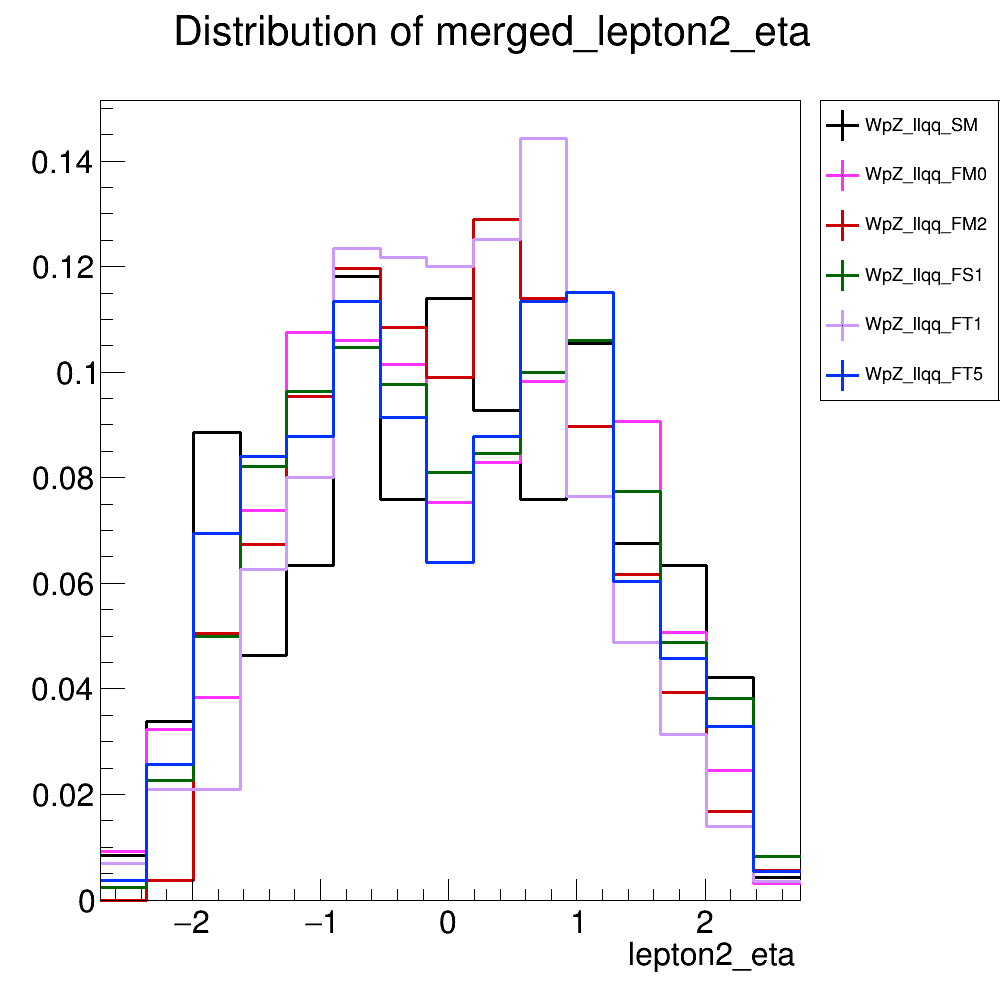 Distribution of merged_lepton2_eta
WpZ_llqq_SM
WpZ_llqq_FM0
WpZ_llqq_FM2
WpZ_llqq_FS1
WpZ_llqq_FT1
WpZ_llqq_FT5
0.14
0.12
0.1
0.08
0.06
0.04
0.02
0
−2 −1 0 1 2
lepton2_eta